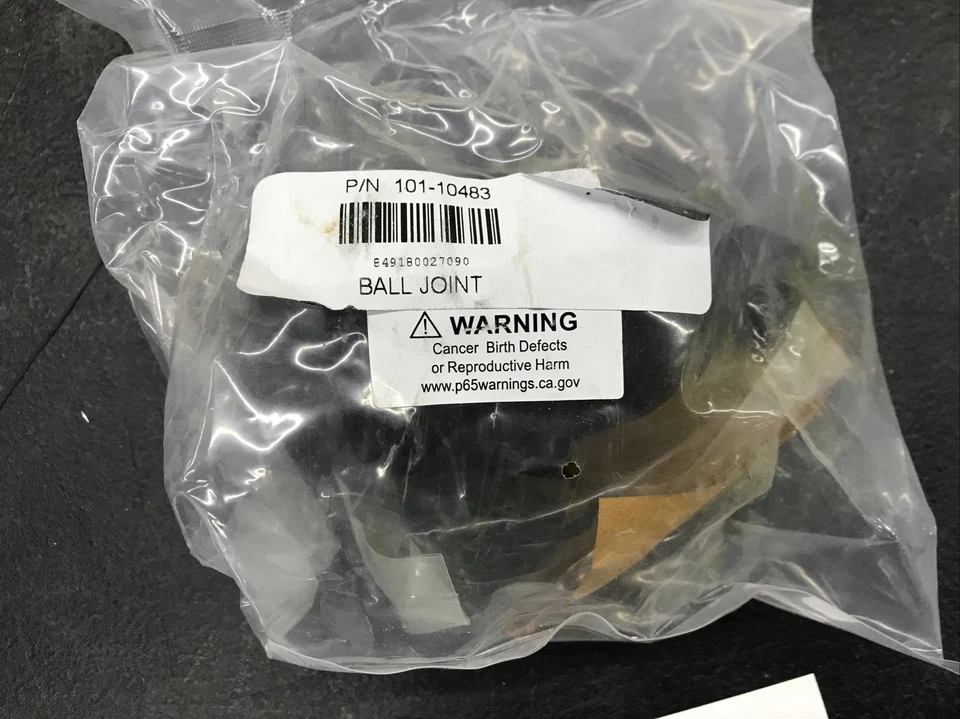 P/N 101-10483
849180027090
BALL JOINT
WARNING
Cancer Birth Defects
or Reproductive Harm
www.p65warnings.ca.gov